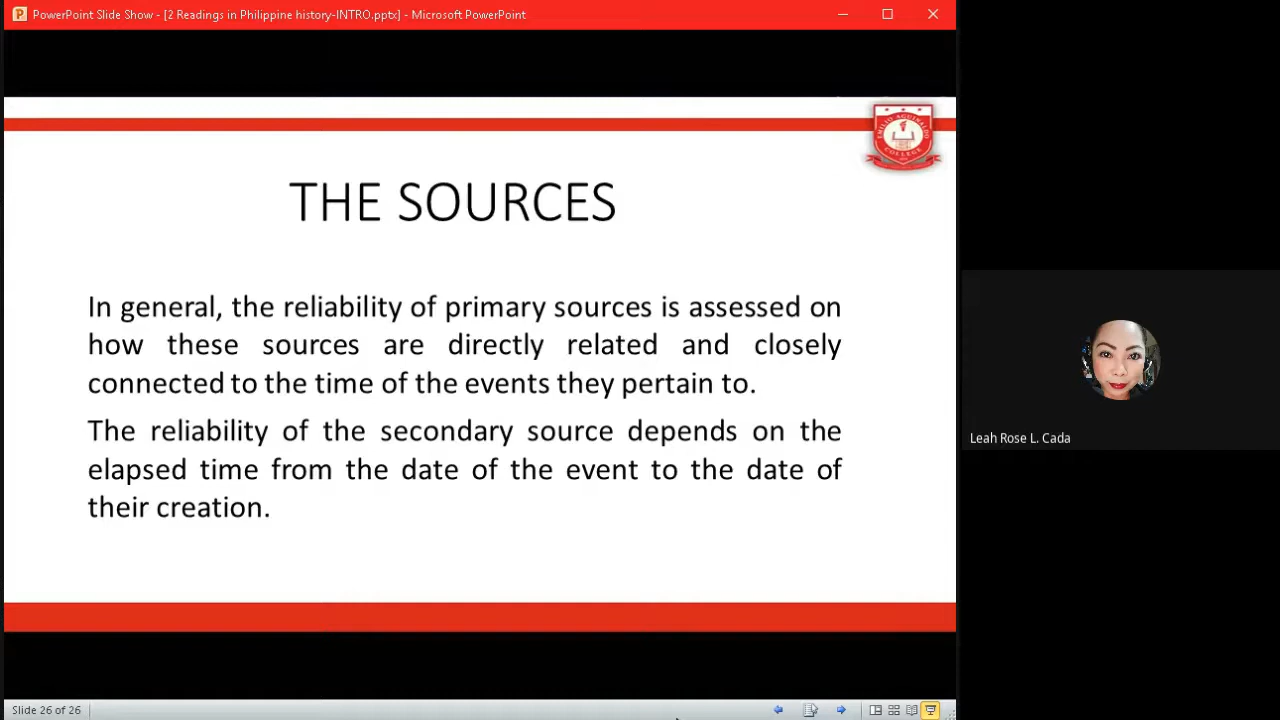 PowerPoint Slide Show - [2 Readings in Philippine history-INTRO.pptx] - Microsoft PowerPoint
EMILIO AGUINALDO
COLLEGE
THE SOURCES
In general, the reliability of primary sources is assessed on
how these sources are directly related and closely
connected to the time of the events they pertain to.
The reliability of the secondary source depends on the
elapsed time from the date of the event to the date of
their creation.
Leah Rose L. Cada
Slide 26 of 26